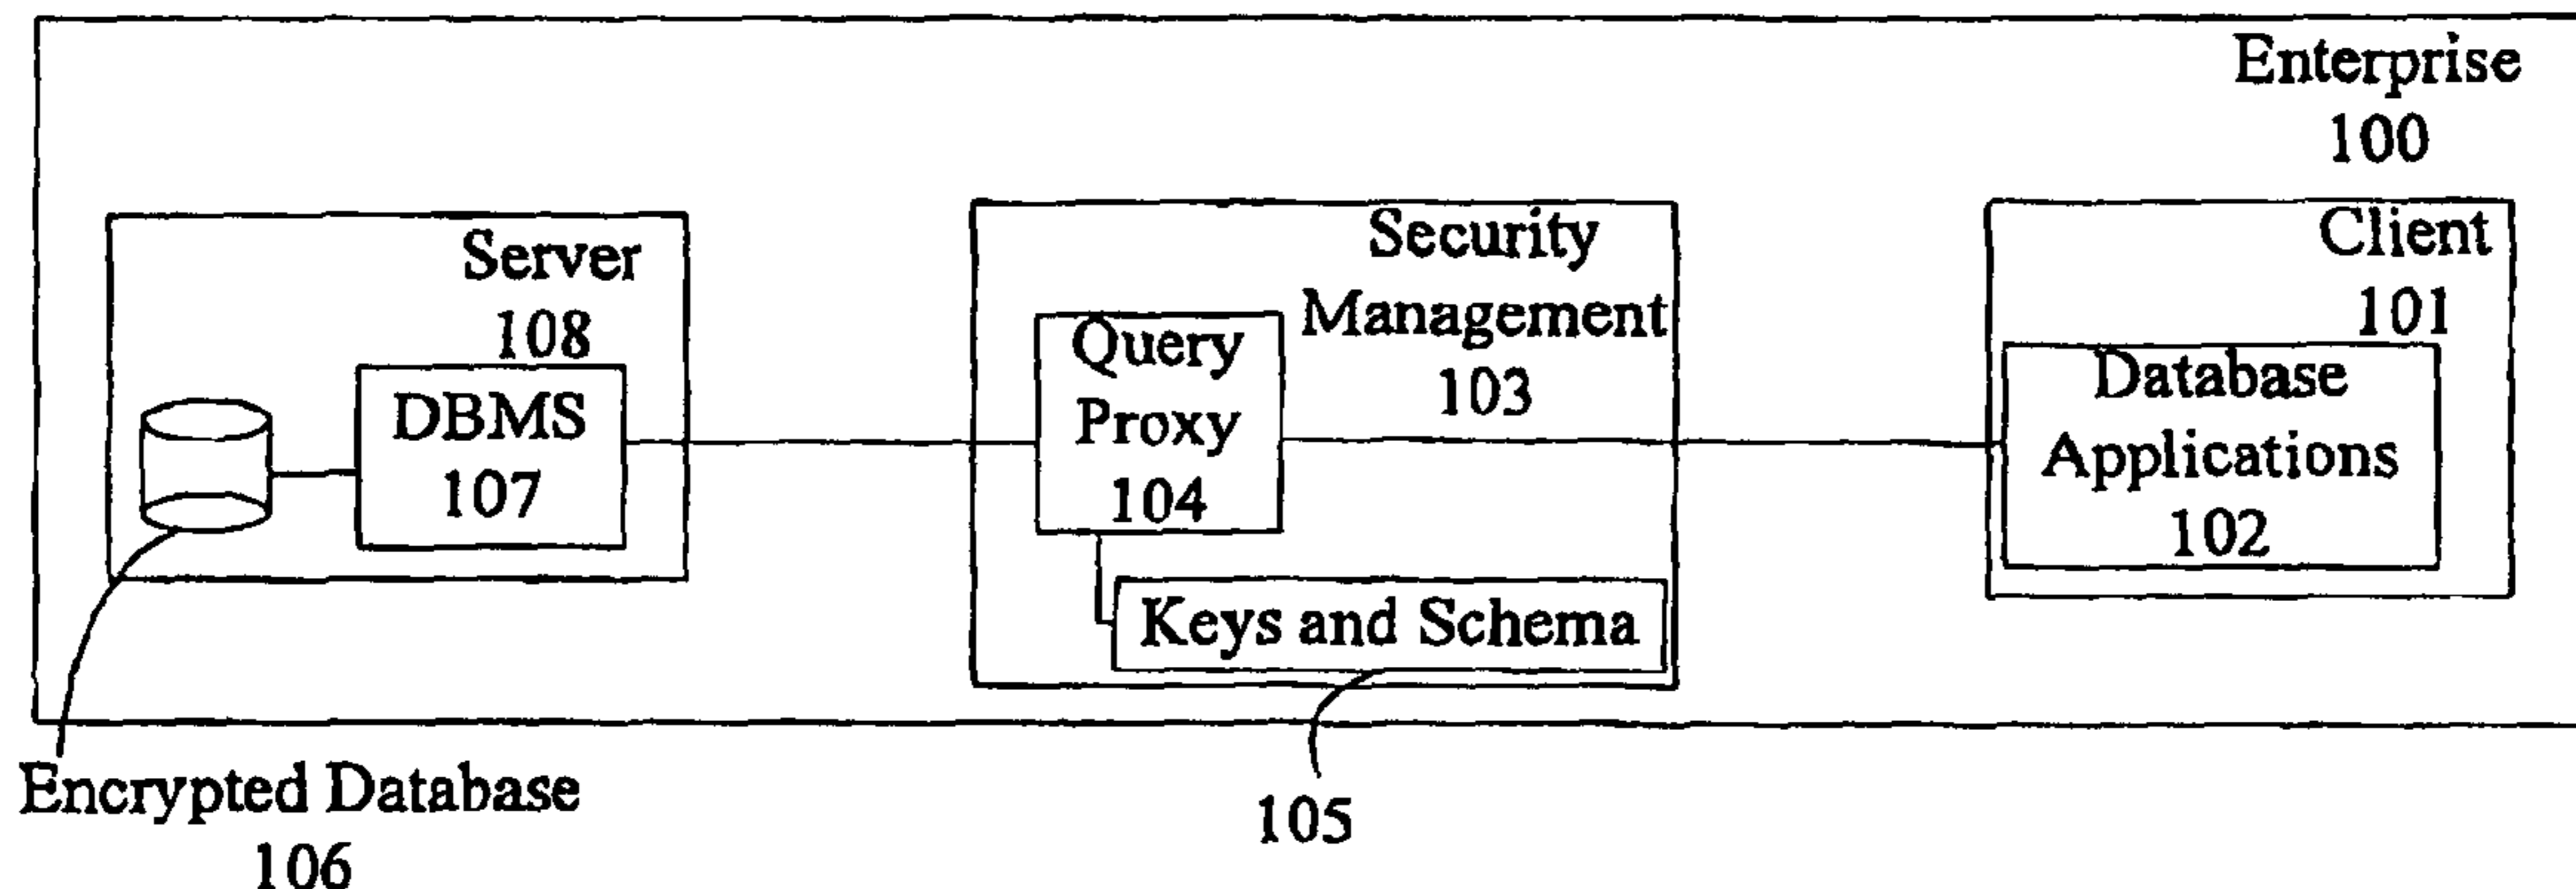 Enterprise
100
Server
108
DBMS
107
Security
Management
103
Query
Proxy
104
Keys and Schema
Client
101
Database
Applications
102
Encrypted Database
106
105